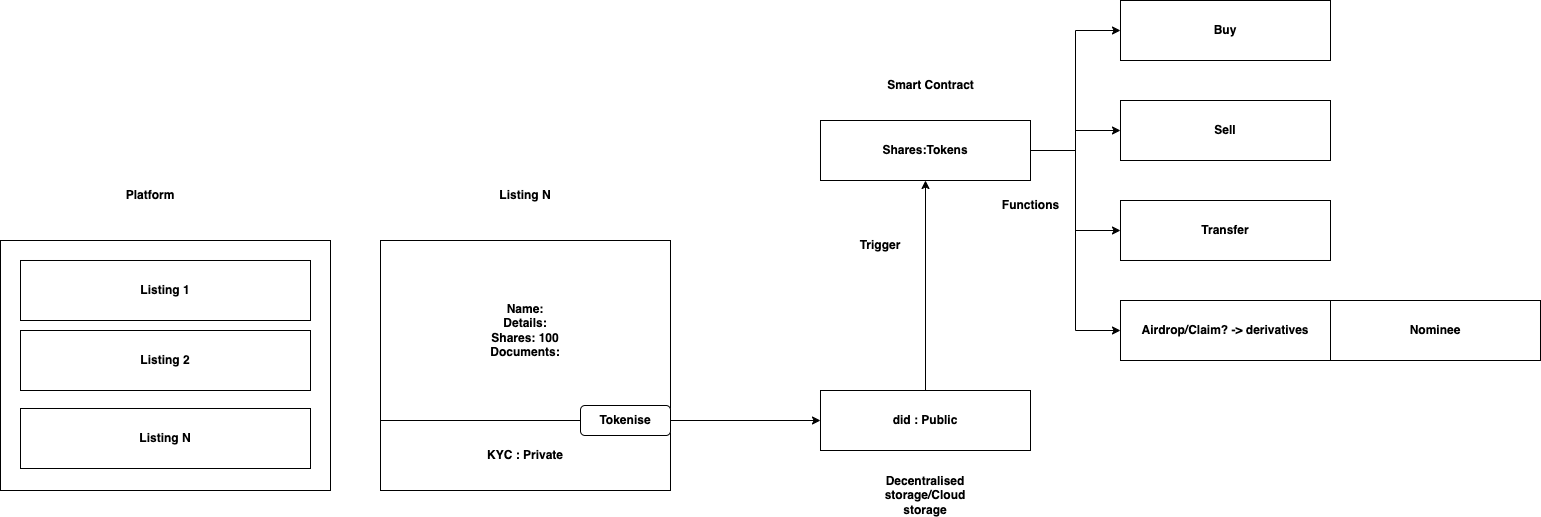 Platform
Listing 1
Listing 2
Listing N
Listing N
Name:
Details:
Shares: 100
Documents:
Tokenise
KYC : Private
did : Public
Decentralised
storage/Cloud
storage
Trigger
Smart Contract
Shares:Tokens
Functions
Buy
Sell
Transfer
Airdrop/Claim? -> derivatives
Nominee